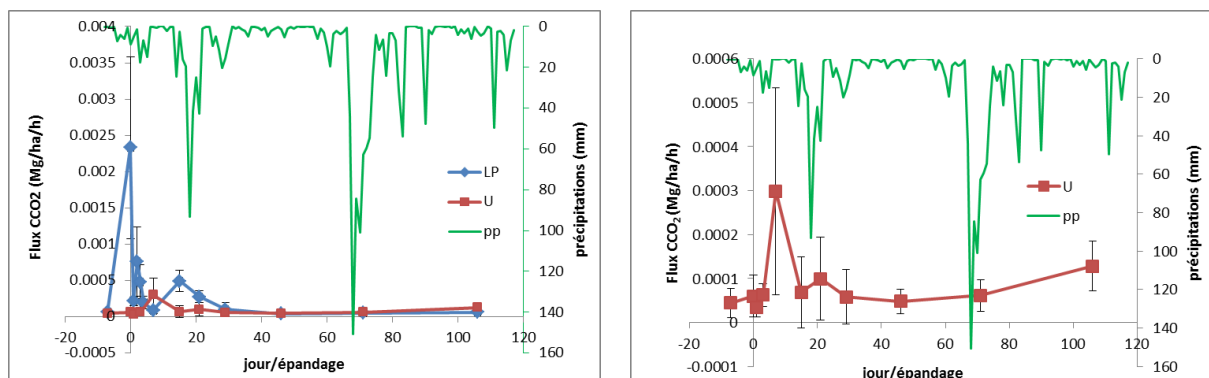 0.004
0.0035
0.003
0.0025
0.002
0.0015
0.001
0.0005
0
-0.0005
Flux CCO2 (Mg/ha/h)
-20 0 20 40 60 80 100 120
jour/épandage
0
20
40
60
80
100
120
140
160
précipitations (mm)
LP
U
pp
0.0006
0.0005
0.0004
0.0003
0.0002
0.0001
0
-0.0001
Flux CCO₂ (Mg/ha/h)
-20 0 20 40 60 80 100 120
jour/épandage
0
20
40
60
80
100
120
140
160
précipitations (mm)
U
pp